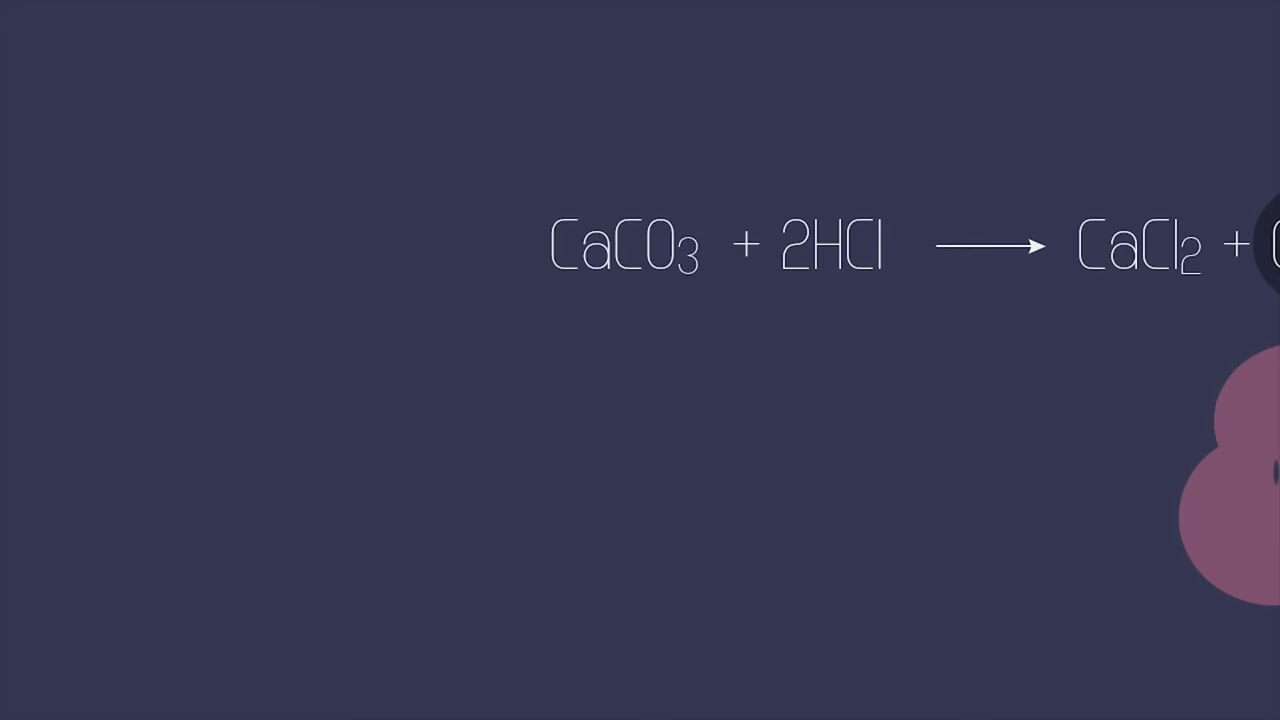 CaCO₃ + 2HCl ⟶ CaCl₂ +